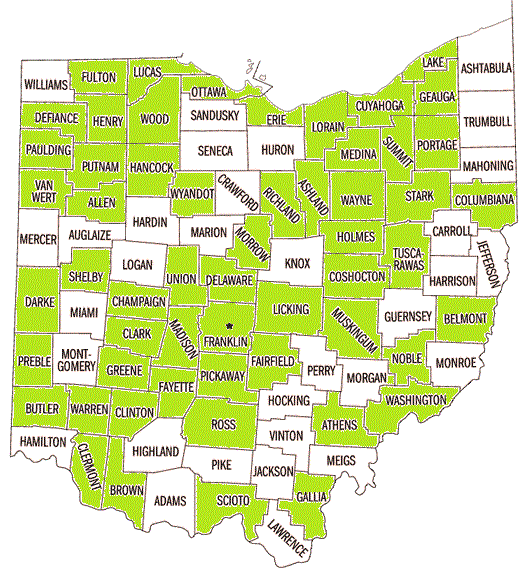 WILLIAMS
FULTON
LUCAS
OTTAWA
LAKE
ASHTABULA
GEAUGA
CUYAHOGA
DEFIANCE
HENRY
WOOD
SANDUSKY
ERIE
LORAIN
TRUMBULL
PAULDING
PUTNAM
HANCOCK
SENECA
HURON
MEDINA
SUMMIT
PORTAGE
MAHONING
VAN
WERT
ALLEN
WYANDOT
CRAWFORD
RICHLAND
ASHLAND
WAYNE
STARK
COLUMBIANA
MERCER
AUGLAIZE
HARDIN
MARION
MORROW
HOLMES
CARROLL
JEFFERSON
TUSCA-
RAWAS
SHELBY
LOGAN
UNION
DELAWARE
KNOX
COSHOCTON
HARRISON
DARKE
MIAMI
CHAMPAIGN
LICKING
MUSKINGUM
GUERNSEY
BELMONT
CLARK
MADISON
FRANKLIN
PREBLE
MONT-
GOMERY
GREENE
FAYETTE
PICKAWAY
FAIRFIELD
PERRY
MORGAN
NOBLE
MONROE
BUTLER
WARREN
CLINTON
ROSS
HOCKING
ATHENS
WASHINGTON
HAMILTON
CLERMONT
HIGHLAND
VINTON
MEIGS
BROWN
ADAMS
PIKE
JACKSON
SCIOTO
GALLIA
LAWRENCE